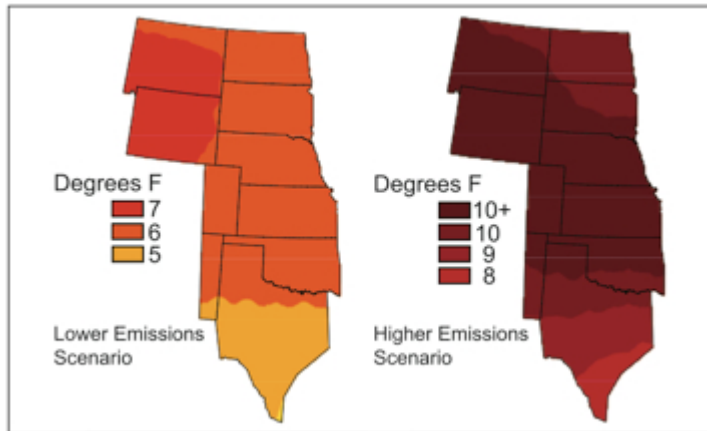 Degrees F
7
6
5
Lower Emissions
Scenario
Degrees F
10+
10
9
8
Higher Emissions
Scenario